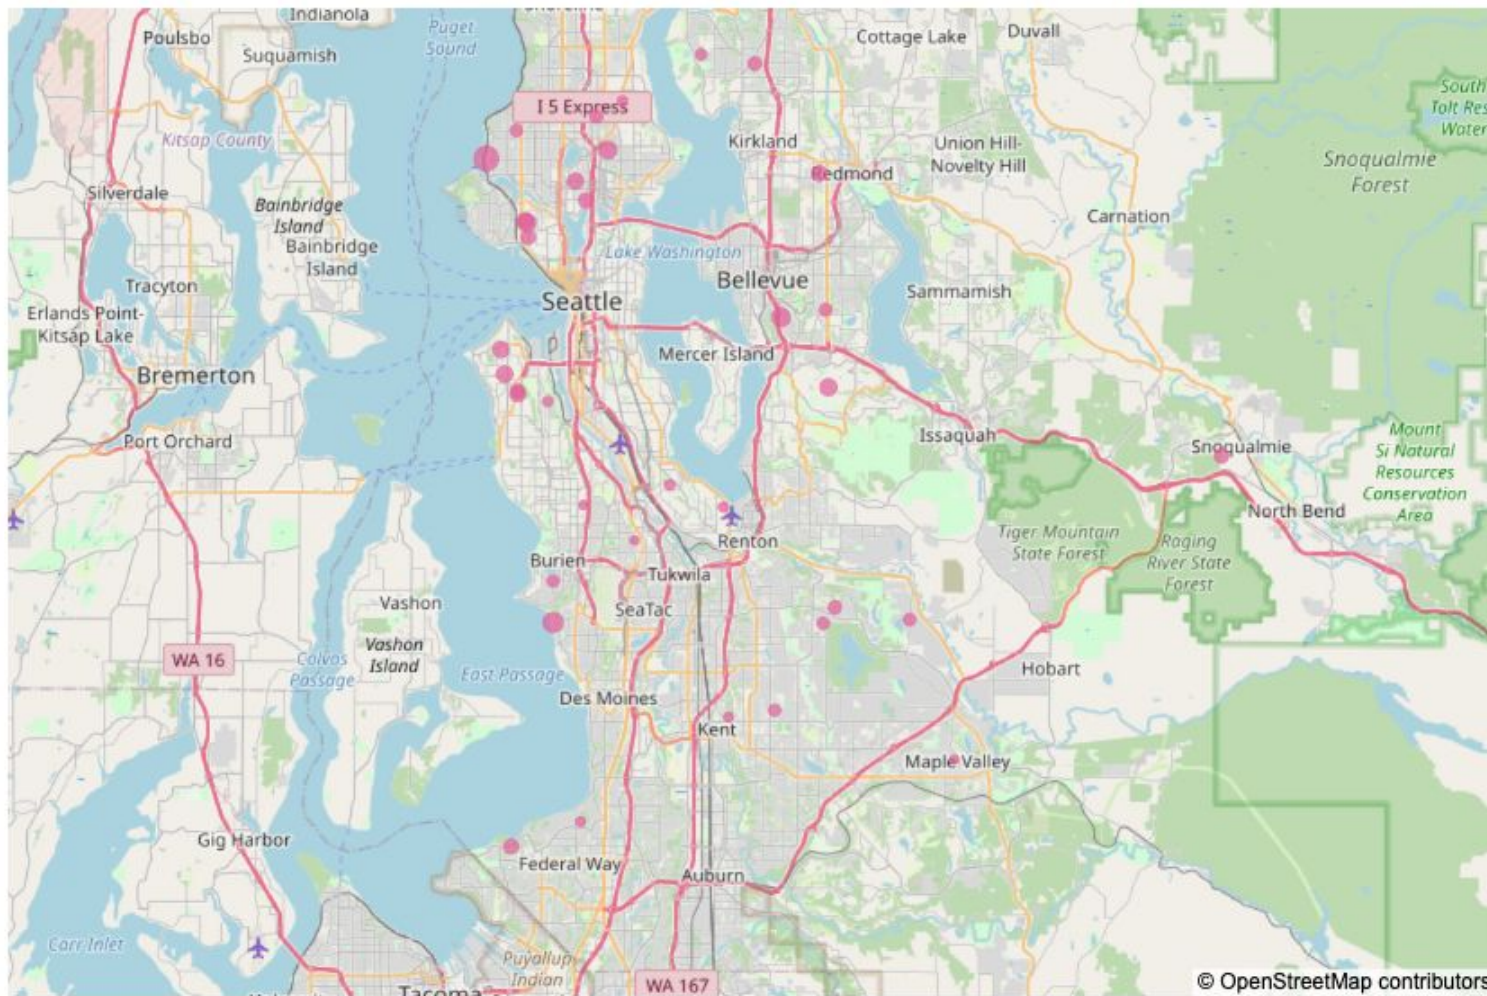 Indianola
Shoreline
Poulsbo
Puget
Sound
Suquamish
Cottage Lake
Duvall
South
Tolt Res
Water
I 5 Express
Kitsap County
Kirkland
Union Hill-
Novelty Hill
Snoqualmie
Forest
Redmond
Silverdale
Bainbridge
Island
Bainbridge
Island
Carnation
Lake Washington
Bellevue
Tracyton
Sammamish
Seattle
Erlands Point-
Kitsap Lake
Mercer Island
Bremerton
Port Orchard
Issaquah
Snoqualmie
Mount
Si Natural
Resources
Conservation
Area
North Bend
Tiger Mountain
State Forest
Raging
River State
Forest
Renton
Burien
Tukwila
Vashon
SeaTac
Vashon
Island
WA 16
Colvos
Passage
East Passage
Hobart
Des Moines
Kent
Maple Valley
Gig Harbor
Federal Way
Auburn
Carr Inlet
Puyallup
Indian
WA 167
Tacoma
© OpenStreetMap contributors